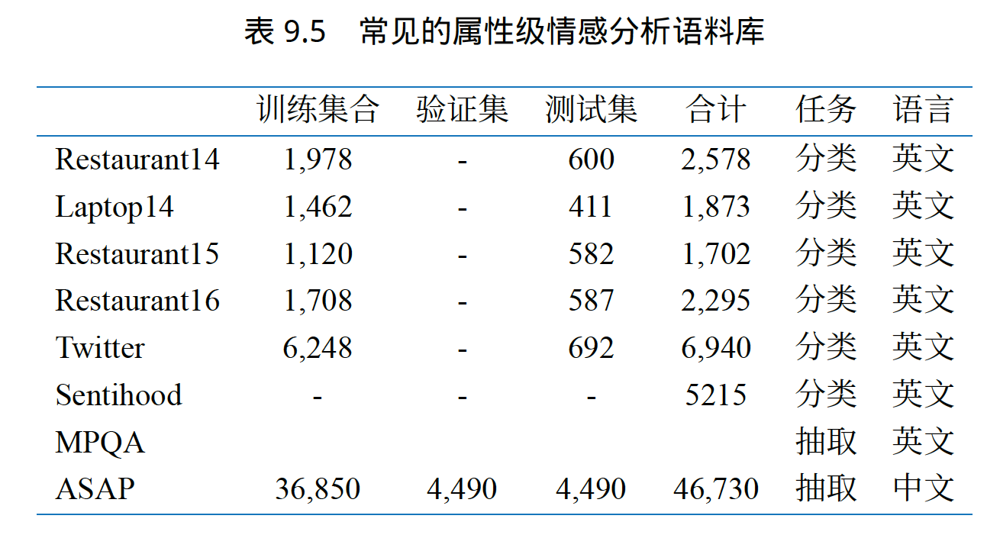 表 9.5 常见的属性级情感分析语料库
训练集合 验证集 测试集 合计 任务 语言
Restaurant14 1,978 - 600 2,578 分类 英文
Laptop14 1,462 - 411 1,873 分类 英文
Restaurant15 1,120 - 582 1,702 分类 英文
Restaurant16 1,708 - 587 2,295 分类 英文
Twitter 6,248 - 692 6,940 分类 英文
Sentihood - - - 5215 分类 英文
MPQA 抽取 英文
ASAP 36,850 4,490 4,490 46,730 抽取 中文